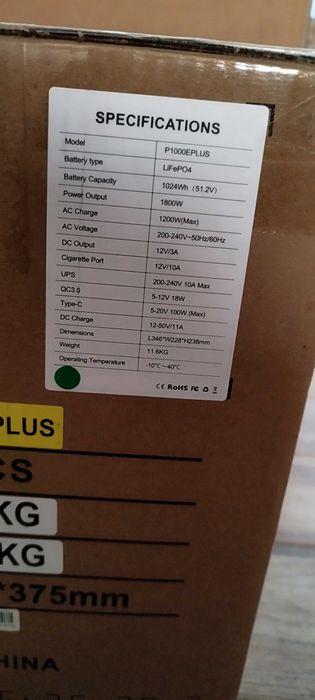 SPECIFICATIONS
Model P1000EPLUS
Battery type LiFePO4
Battery Capacity 1024Wh (51.2V)
Power Output 1800W
AC Charge 1200W(Max)
AC Voltage 200-240V~50Hz/60Hz
DC Output 12V/3A
Cigarette Port 12V/10A
UPS 200-240V 10A Max
QC3.0 5-12V 18W
Type-C 5-20V 100W (Max)
DC Charge 12-50V/11A
Dimensions L346*W228*H238mm
Weight 11.6KG
Operating Temperature -10°C~40°C
CE RoHS FC
PLUS
CS
KG
KG
*375mm
HINA